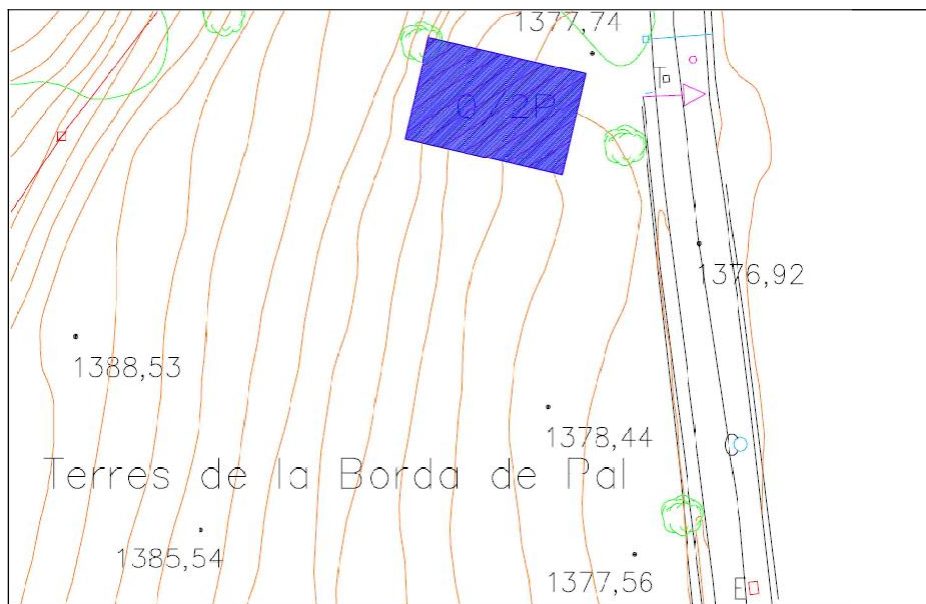 1377,74
T
0 / 2P
1376,92
1388,53
1378,44
C
Terres de la Borda de Pal
1385,54
1377,56
E